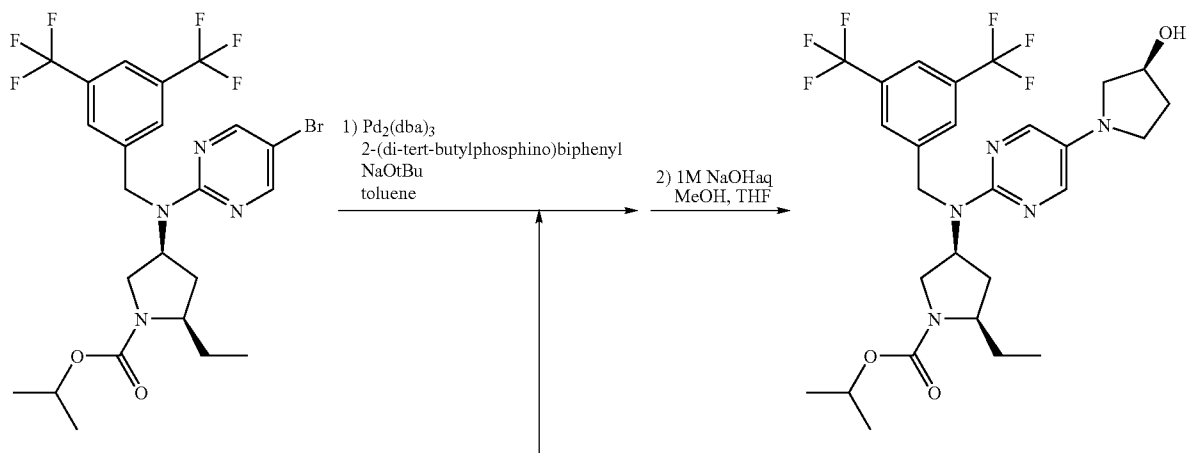 F F F F
F F
OH
F F F F
F F
N Br
1) Pd₂(dba)₃
2-(di-tert-butylphosphino)biphenyl
NaOtBu
toluene
2) 1M NaOHaq
MeOH, THF
N
N N
N N
N N
N
O O
N
O O